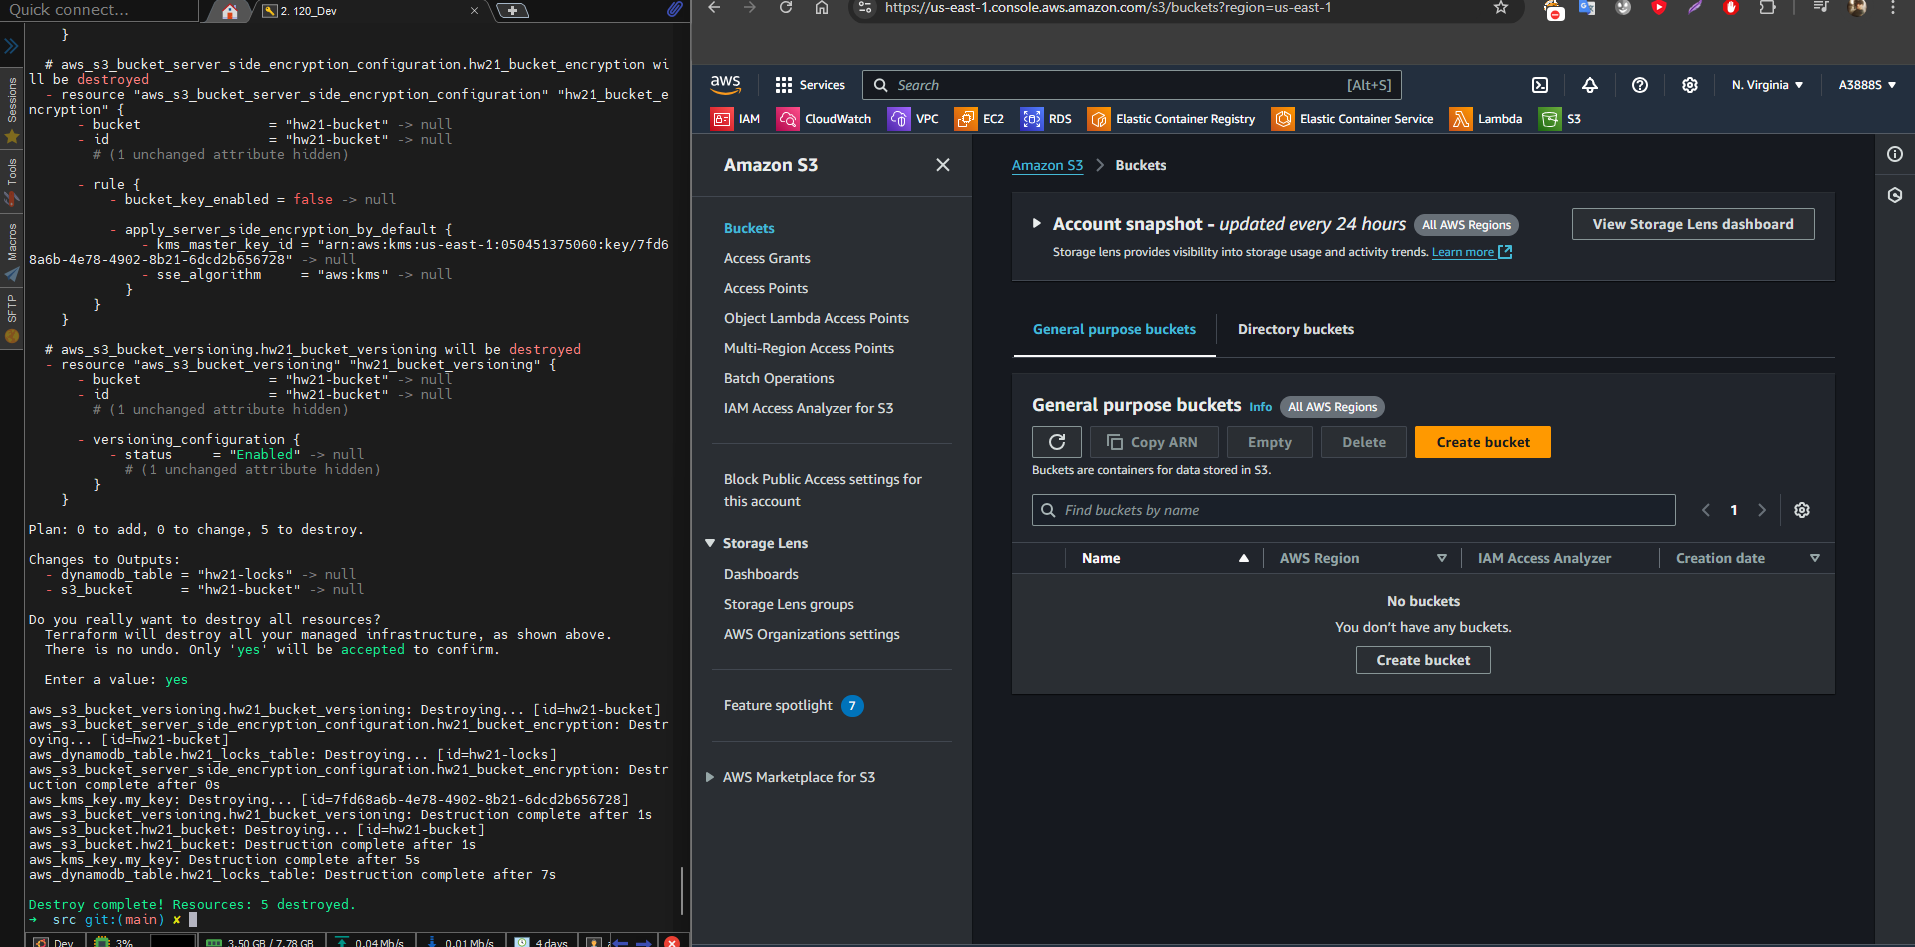 Quick connect...
2. 120_Dev
Sessions
Tools
Macros
SFTP
}
# aws_s3_bucket_server_side_encryption_configuration.hw21_bucket_encryption wi
ll be destroyed
- resource "aws_s3_bucket_server_side_encryption_configuration" "hw21_bucket_e
ncryption" {
- bucket = "hw21-bucket" -> null
- id = "hw21-bucket" -> null
# (1 unchanged attribute hidden)
- rule {
- bucket_key_enabled = false -> null
- apply_server_side_encryption_by_default {
- kms_master_key_id = "arn:aws:kms:us-east-1:050451375060:key/7fd6
8a6b-4e78-4902-8b21-6dcd2b656728" -> null
- sse_algorithm = "aws:kms" -> null
}
}
}
# aws_s3_bucket_versioning.hw21_bucket_versioning will be destroyed
- resource "aws_s3_bucket_versioning" "hw21_bucket_versioning" {
- bucket = "hw21-bucket" -> null
- id = "hw21-bucket" -> null
# (1 unchanged attribute hidden)
- versioning_configuration {
- status = "Enabled" -> null
# (1 unchanged attribute hidden)
}
}
Plan: 0 to add, 0 to change, 5 to destroy.
Changes to Outputs:
- dynamodb_table = "hw21-locks" -> null
- s3_bucket = "hw21-bucket" -> null
Do you really want to destroy all resources?
Terraform will destroy all your managed infrastructure, as shown above.
There is no undo. Only 'yes' will be accepted to confirm.
Enter a value: yes
aws_s3_bucket_versioning.hw21_bucket_versioning: Destroying... [id=hw21-bucket]
aws_s3_bucket_server_side_encryption_configuration.hw21_bucket_encryption: Destr
oying... [id=hw21-bucket]
aws_dynamodb_table.hw21_locks_table: Destroying... [id=hw21-locks]
aws_s3_bucket_server_side_encryption_configuration.hw21_bucket_encryption: Destr
uction complete after 0s
aws_kms_key.my_key: Destroying... [id=7fd68a6b-4e78-4902-8b21-6dcd2b656728]
aws_s3_bucket_versioning.hw21_bucket_versioning: Destruction complete after 1s
aws_s3_bucket.hw21_bucket: Destroying... [id=hw21-bucket]
aws_s3_bucket.hw21_bucket: Destruction complete after 1s
aws_kms_key.my_key: Destruction complete after 5s
aws_dynamodb_table.hw21_locks_table: Destruction complete after 7s
Destroy complete! Resources: 5 destroyed.
➜ src git:(main) ✘
Dev 3% 3.50 GB / 7.78 GB 0.04 Mb/s 0.01 Mb/s 4 days
https://us-east-1.console.aws.amazon.com/s3/buckets?region=us-east-1
aws Services Search [Alt+S] N. Virginia A3888S
IAM CloudWatch VPC EC2 RDS Elastic Container Registry Elastic Container Service Lambda S3
Amazon S3
Buckets
Access Grants
Access Points
Object Lambda Access Points
Multi-Region Access Points
Batch Operations
IAM Access Analyzer for S3
Block Public Access settings for
this account
Storage Lens
Dashboards
Storage Lens groups
AWS Organizations settings
Feature spotlight 7
AWS Marketplace for S3
Amazon S3 > Buckets
Account snapshot - updated every 24 hours All AWS Regions
View Storage Lens dashboard
Storage lens provides visibility into storage usage and activity trends. Learn more
General purpose buckets Directory buckets
General purpose buckets Info All AWS Regions
Copy ARN Empty Delete Create bucket
Buckets are containers for data stored in S3.
Find buckets by name
1
Name AWS Region IAM Access Analyzer Creation date
No buckets
You don't have any buckets.
Create bucket